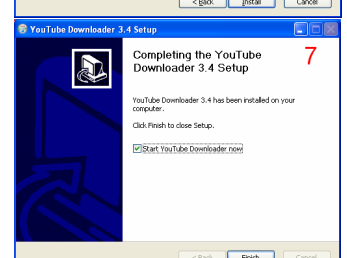 < Back Install Cancel
YouTube Downloader 3.4 Setup
Completing the YouTube
Downloader 3.4 Setup
7
YouTube Downloader 3.4 has been installed on your
computer.
Click Finish to close Setup.
Start YouTube Downloader now
< Back Finish Cancel